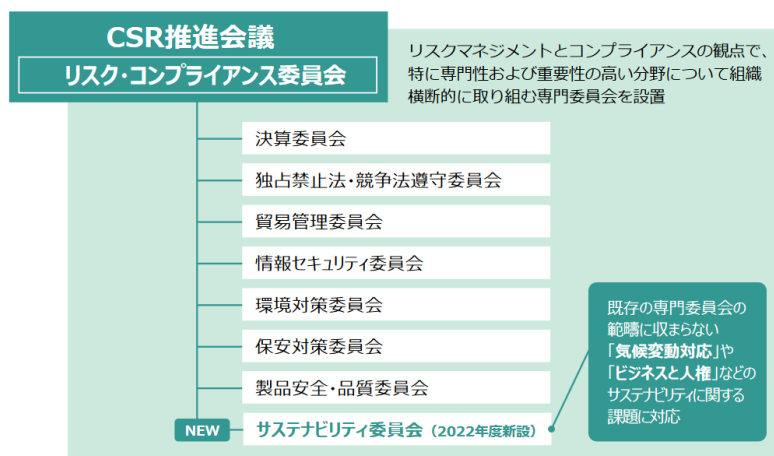 CSR推進会議
リスク・コンプライアンス委員会
リスクマネジメントとコンプライアンスの観点で、
特に専門性および重要性の高い分野について組織
横断的に取り組む専門委員会を設置
決算委員会
独占禁止法・競争法遵守委員会
貿易管理委員会
情報セキュリティ委員会
環境対策委員会
保安対策委員会
製品安全・品質委員会
NEW サステナビリティ委員会（2022年度新設）
既存の専門委員会の
範疇に収まらない
「気候変動対応」や
「ビジネスと人権」などの
サステナビリティに関する
課題に対応